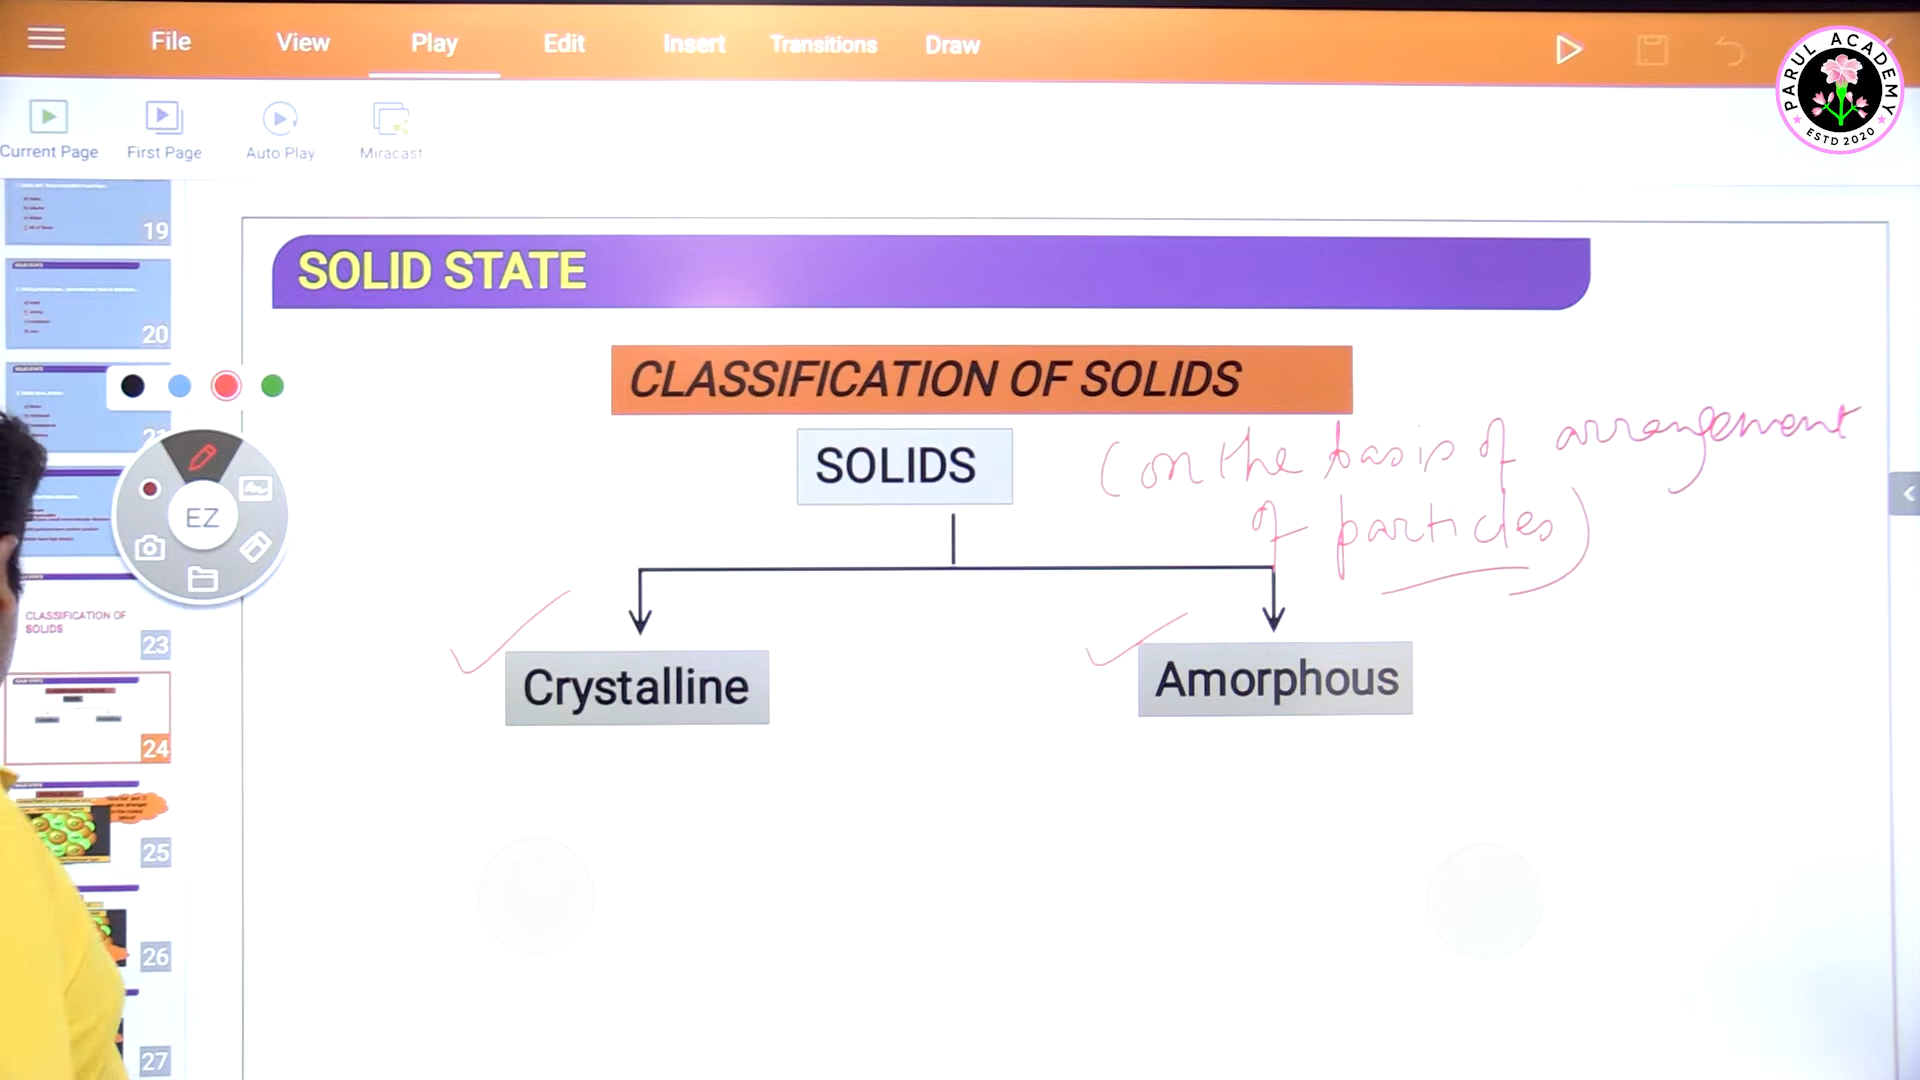 File View Play Edit Insert Transitions Draw
PARUL ACADEMY
ESTD 2020
Current Page First Page Auto Play Miracast
19
20
21
CLASSIFICATION OF
SOLIDS
23
24
25
26
27
EZ
SOLID STATE
CLASSIFICATION OF SOLIDS
SOLIDS
(on the basis of arrangement
of particles)
Crystalline
Amorphous